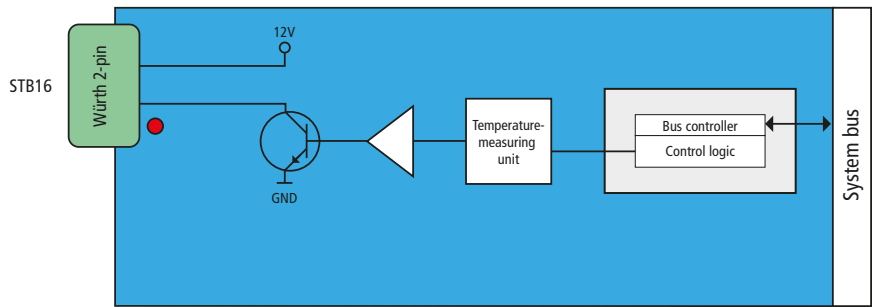 12V
STB16
Würth 2-pin
Temperature-
measuring
unit
Bus controller
Control logic
GND
System bus